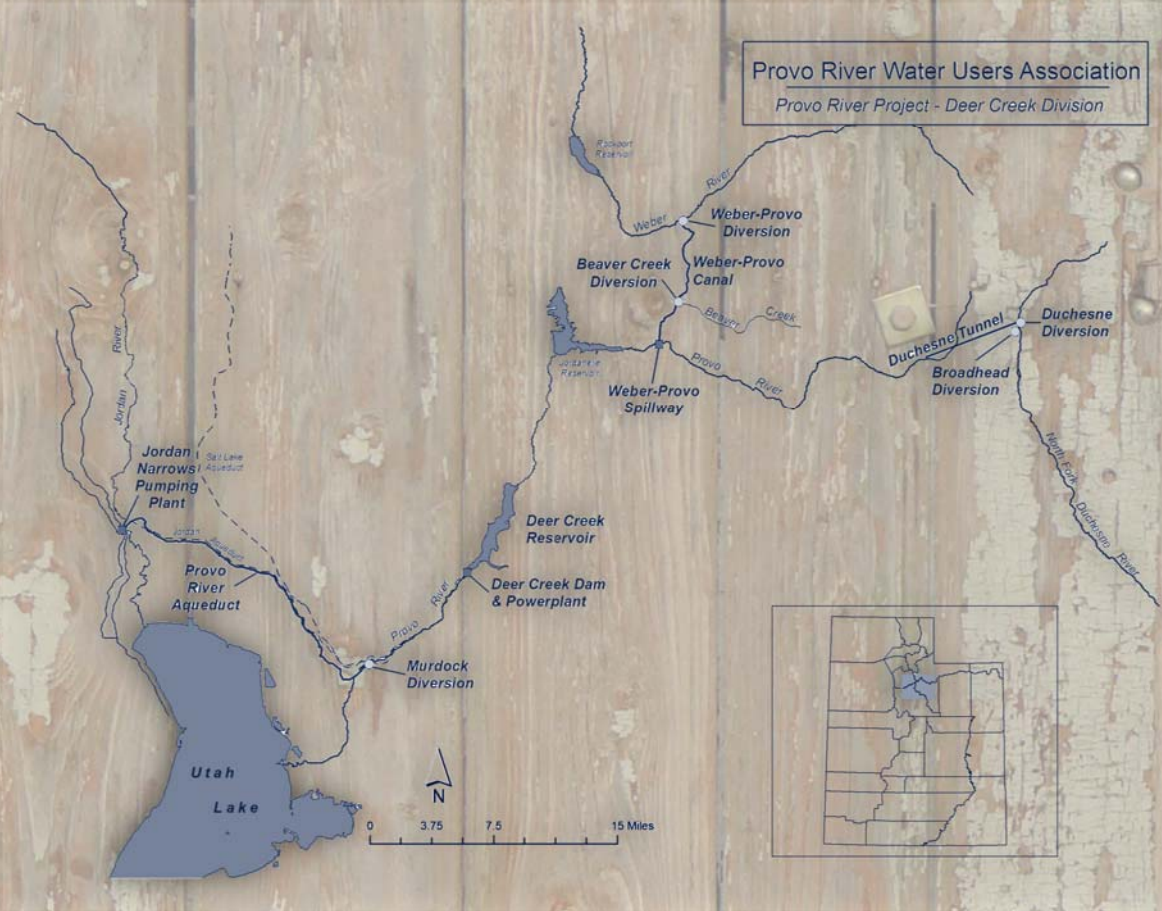 Provo River Water Users Association
Provo River Project - Deer Creek Division
Rockport
Reservoir
River
Weber
Weber-Provo
Diversion
Beaver Creek
Diversion
Weber-Provo
Canal
Beaver
Creek
Duchesne Tunnel
Duchesne
Diversion
Broadhead
Diversion
Jordanelle
Reservoir
Provo
River
Weber-Provo
Spillway
River
Jordan
Jordan
Narrows
Pumping
Plant
Salt Lake
Aqueduct
North Fork
Duchesne
River
Jordan
Aqueduct
Deer Creek
Reservoir
Provo
River
Aqueduct
Deer Creek Dam
& Powerplant
River
Provo
Murdock
Diversion
Utah
Lake
N
0 3.75 7.5 15 Miles